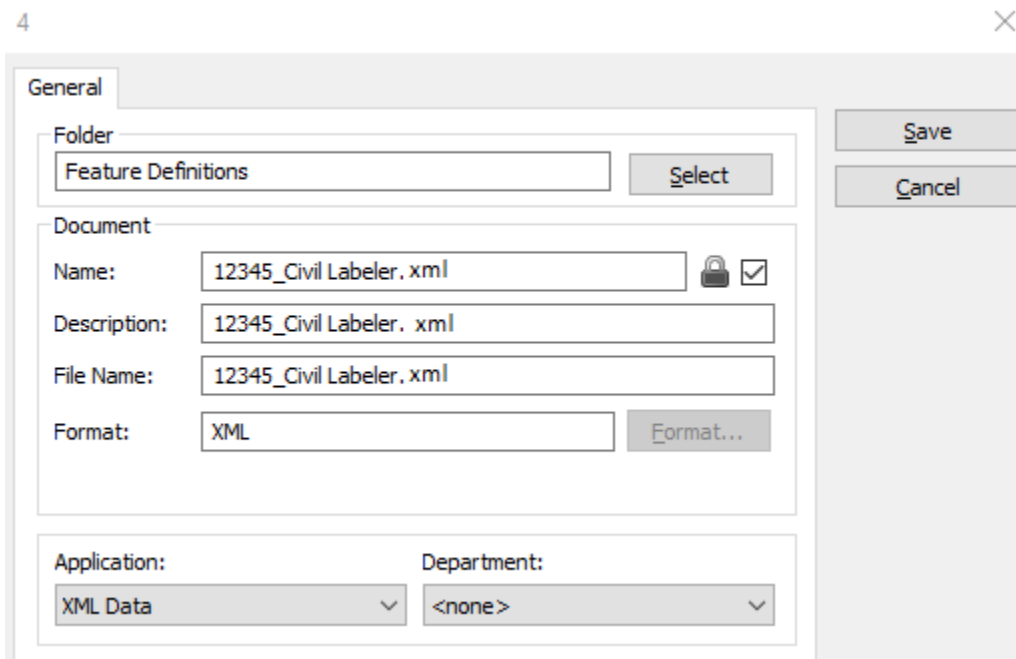 4
General
Folder
Feature Definitions
Select
Save
Cancel
Document
Name: 12345_Civil Labeler. xml
Description: 12345_Civil Labeler. xml
File Name: 12345_Civil Labeler. xml
Format: XML Format...
Application: Department:
XML Data <none>